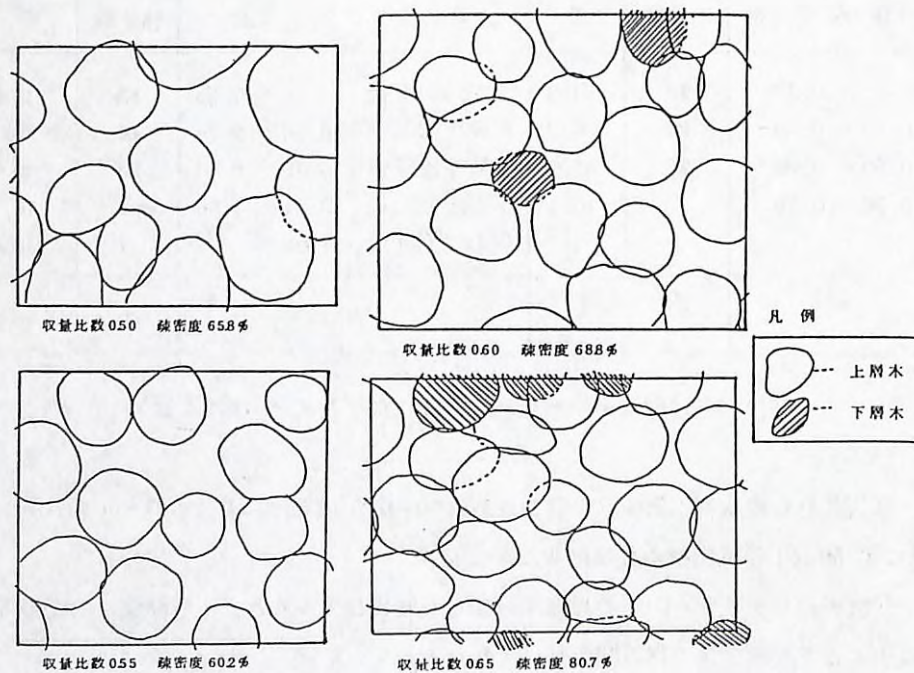 収量比数 0.50 疎密度 65.8%
収量比数 0.60 疎密度 68.8%
凡例
上層木
下層木
収量比数 0.55 疎密度 60.2%
収量比数 0.65 疎密度 80.7%